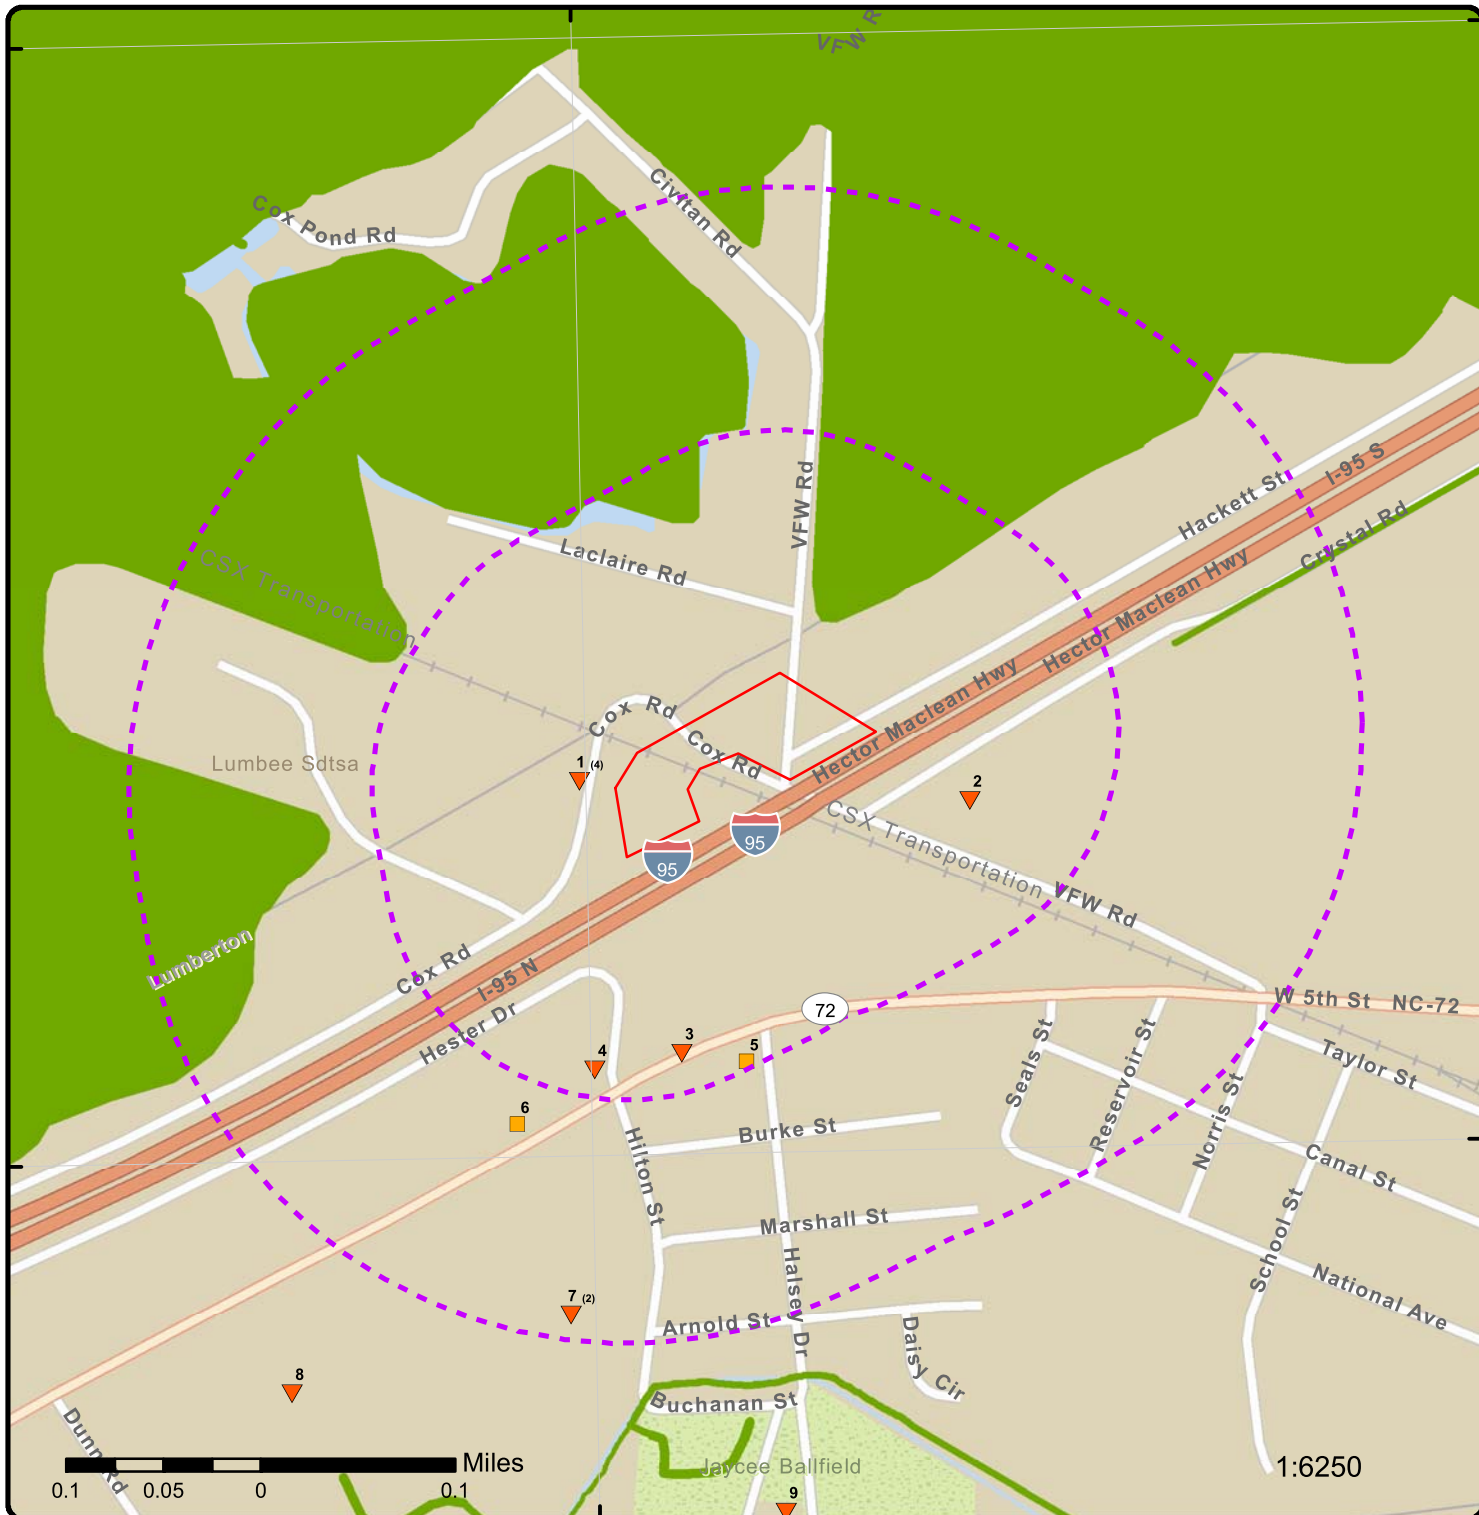 VFW R
Civitan Rd
Cox Pond Rd
VFW Rd
I-95 S
Hackett St
Crystal Rd
Laclaire Rd
CSX Transportation
Hector Maclean Hwy
Hector Maclean Hwy
Cox Rd
Cox Rd
Lumbee Sdtsa
1 (4)
2
95
95
CSX Transportation
VFW Rd
Lumberton
Cox Rd
I-95 N
Hester Dr
72
W 5th St NC-72
3
4
5
6
Seals St
Reservoir St
Norris St
Taylor St
Burke St
Hilton St
Canal St
Marshall St
School St
Halsey Dr
National Ave
7 (2)
Arnold St
Daisy Cir
8
Buchanan St
Dunn Rd
Jaycee Ballfield
Miles
1:6250
0.1 0.05 0 0.1
9